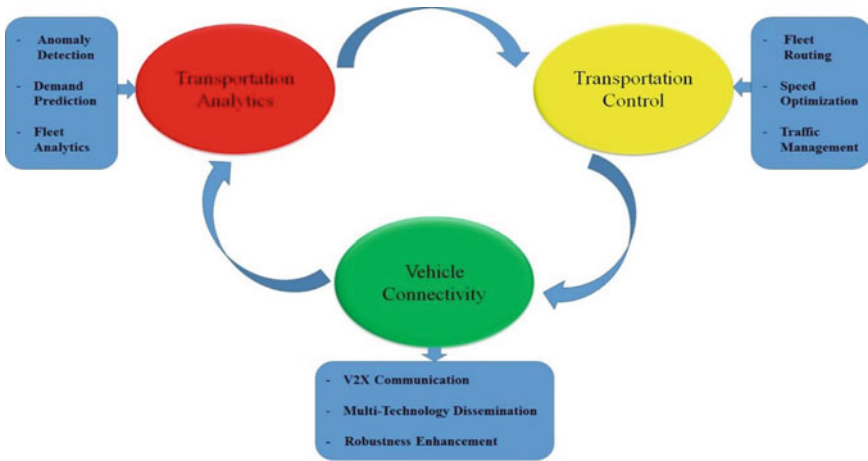 - Anomaly
Detection
- Demand
Prediction
- Fleet
Analytics
Transportation
Analytics
Transportation
Control
- Fleet
Routing
- Speed
Optimization
- Traffic
Management
Vehicle
Connectivity
- V2X Communication
- Multi-Technology Dissemination
- Robustness Enhancement